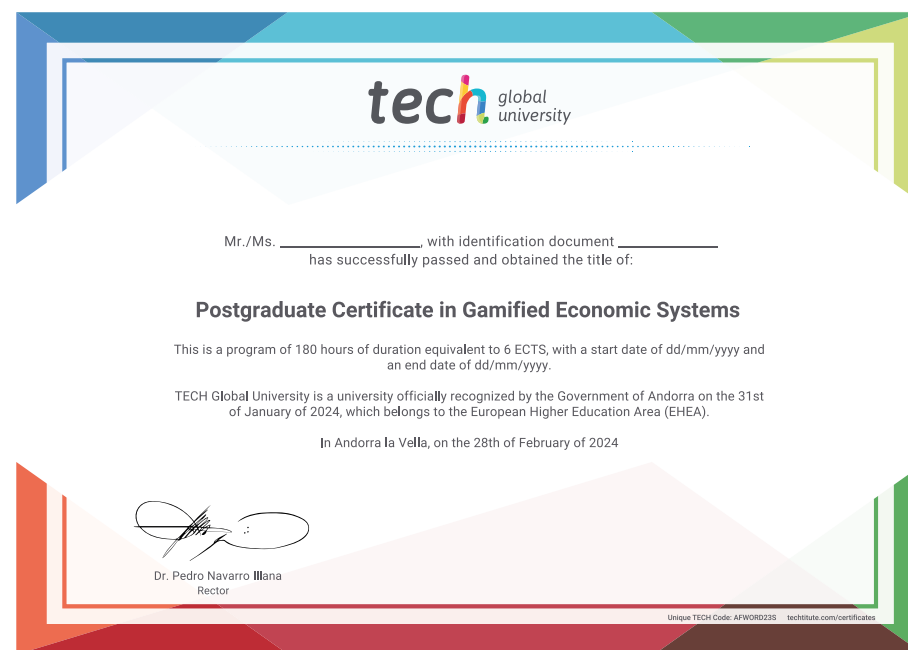 tech global
university
Mr./Ms. ____________, with identification document ____________
has successfully passed and obtained the title of:
Postgraduate Certificate in Gamified Economic Systems
This is a program of 180 hours of duration equivalent to 6 ECTS, with a start date of dd/mm/yyyy and
an end date of dd/mm/yyyy.
TECH Global University is a university officially recognized by the Government of Andorra on the 31st
of January of 2024, which belongs to the European Higher Education Area (EHEA).
In Andorra la Vella, on the 28th of February of 2024
Dr. Pedro Navarro Illana
Rector
Unique TECH Code: AFWORD23S techtitute.com/certificates